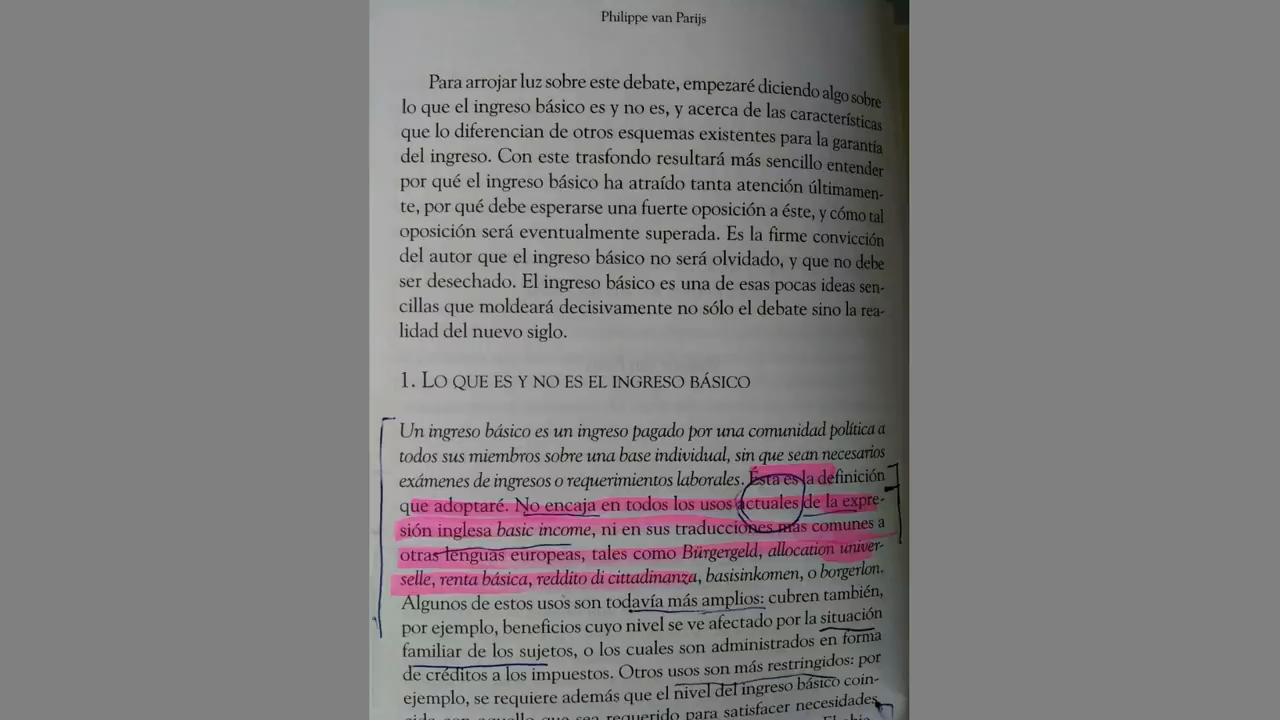 Philippe van Parijs
Para arrojar luz sobre este debate, empezaré diciendo algo sobre
lo que el ingreso básico es y no es, y acerca de las características
que lo diferencian de otros esquemas existentes para la garantía
del ingreso. Con este trasfondo resultará más sencillo entender
por qué el ingreso básico ha atraído tanta atención últimamen-
te, por qué debe esperarse una fuerte oposición a éste, y cómo tal
oposición será eventualmente superada. Es la firme convicción
del autor que el ingreso básico no será olvidado, y que no debe
ser desechado. El ingreso básico es una de esas pocas ideas sen-
cillas que moldeará decisivamente no sólo el debate sino la rea-
lidad del nuevo siglo.
1. LO QUE ES Y NO ES EL INGRESO BÁSICO
Un ingreso básico es un ingreso pagado por una comunidad política a
todos sus miembros sobre una base individual, sin que sean necesarios
exámenes de ingresos o requerimientos laborales. Ésta es la definición
que adoptaré. No encaja en todos los usos actuales de la expre-
sión inglesa basic income, ni en sus traducciones más comunes a
otras lenguas europeas, tales como Bürgergeld, allocation univer-
selle, renta básica, reddito di cittadinanza, basisinkomen, o borgerlon.
Algunos de estos usos son todavía más amplios: cubren también,
por ejemplo, beneficios cuyo nivel se ve afectado por la situación
familiar de los sujetos, o los cuales son administrados en forma
de créditos a los impuestos. Otros usos son más restringidos: por
ejemplo, se requiere además que el nivel del ingreso básico coin-
sea requerido para satisfacer necesidades